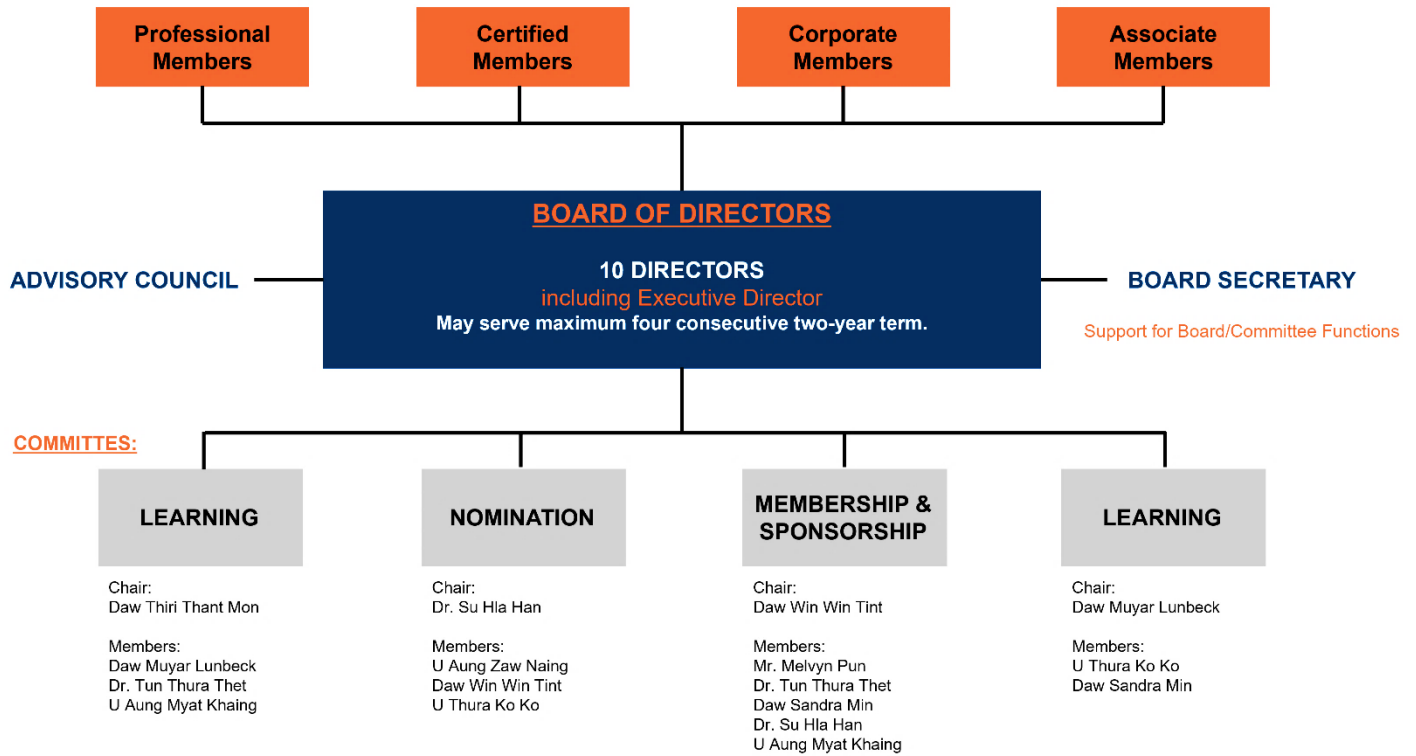 Professional
Members
Certified
Members
Corporate
Members
Associate
Members
BOARD OF DIRECTORS
10 DIRECTORS
including Executive Director
May serve maximum four consecutive two-year term.
ADVISORY COUNCIL
BOARD SECRETARY
Support for Board/Committee Functions
COMMITTES:
LEARNING
Chair:
Daw Thiri Thant Mon
Members:
Daw Muyar Lunbeck
Dr. Tun Thura Thet
U Aung Myat Khaing
NOMINATION
Chair:
Dr. Su Hla Han
Members:
U Aung Zaw Naing
Daw Win Win Tint
U Thura Ko Ko
MEMBERSHIP &
SPONSORSHIP
Chair:
Daw Win Win Tint
Members:
Mr. Melvyn Pun
Dr. Tun Thura Thet
Daw Sandra Min
Dr. Su Hla Han
U Aung Myat Khaing
LEARNING
Chair:
Daw Muyar Lunbeck
Members:
U Thura Ko Ko
Daw Sandra Min